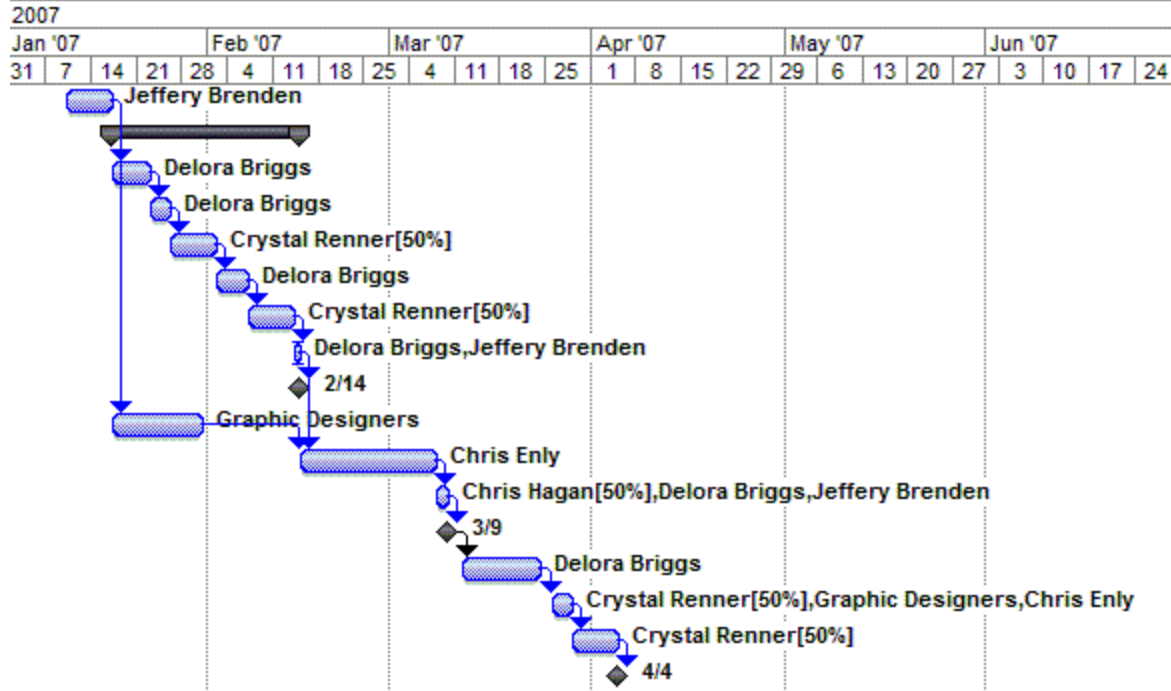 2007
Jan '07 Feb '07 Mar '07 Apr '07 May '07 Jun '07
31 7 14 21 28 4 11 18 25 4 11 18 25 1 8 15 22 29 6 13 20 27 3 10 17 24
Jeffery Brenden
Delora Briggs
Delora Briggs
Crystal Renner[50%]
Delora Briggs
Crystal Renner[50%]
Delora Briggs,Jeffery Brenden
2/14
Graphic Designers
Chris Enly
Chris Hagan[50%],Delora Briggs,Jeffery Brenden
3/9
Delora Briggs
Crystal Renner[50%],Graphic Designers,Chris Enly
Crystal Renner[50%]
4/4